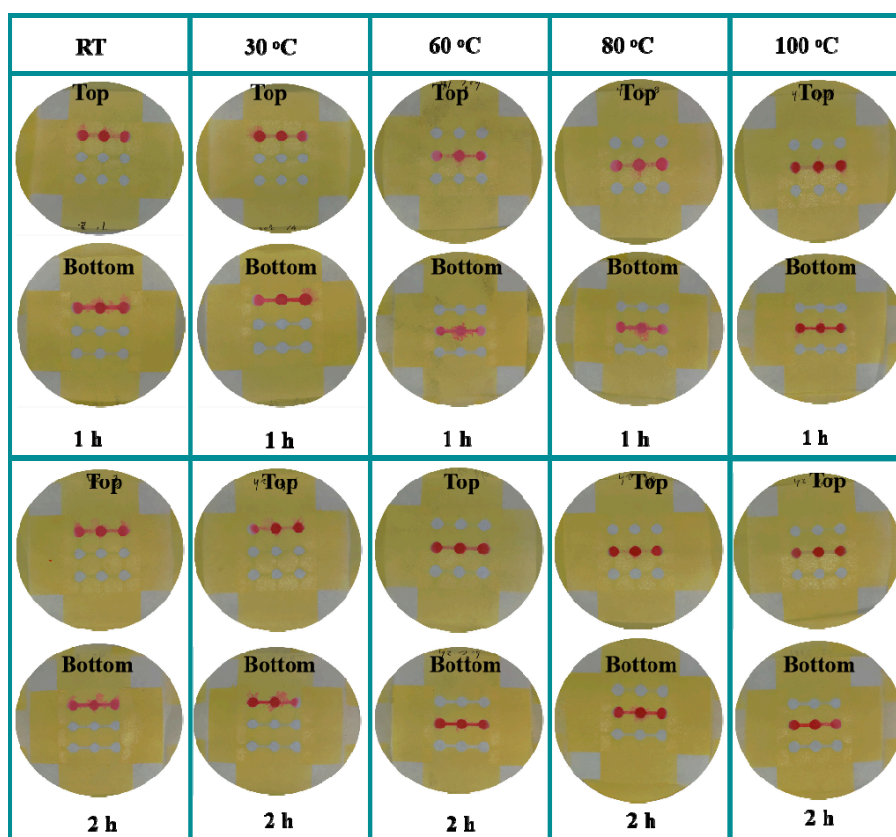 RT 30 °C 60 °C 80 °C 100 °C
Top Top Top Top Top
Bottom Bottom Bottom Bottom Bottom
1 h 1 h 1 h 1 h 1 h
Top Top Top Top Top
Bottom Bottom Bottom Bottom Bottom
2 h 2 h 2 h 2 h 2 h